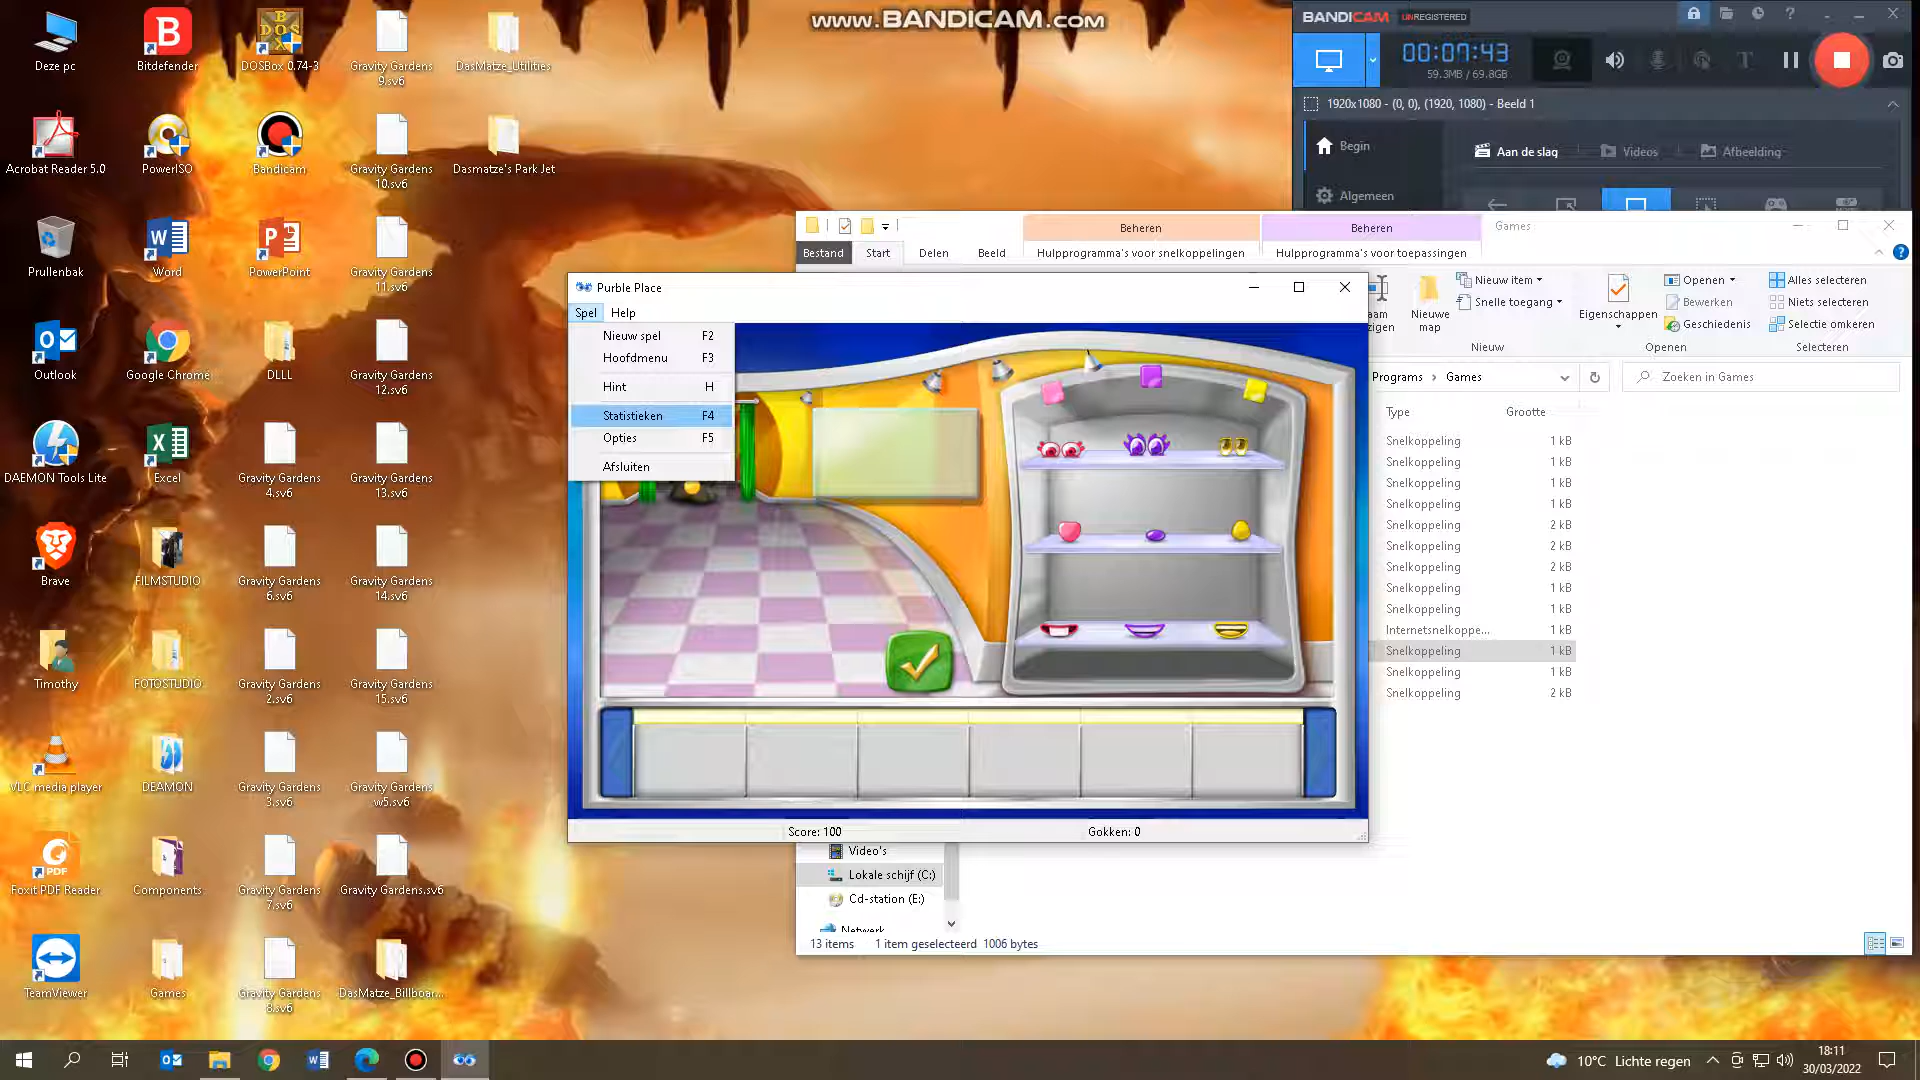 www.BANDICAM.com
Deze pc
Bitdefender
DOSBox 0.74-3
Gravity Gardens
9.sv6
DasMatze_Utilities
Acrobat Reader 5.0
PowerISO
Bandicam
Gravity Gardens
10.sv6
Dasmatze's Park Jet
Prullenbak
Word
PowerPoint
Gravity Gardens
11.sv6
Outlook
Google Chrome
DLLL
Gravity Gardens
12.sv6
DAEMON Tools Lite
Excel
Gravity Gardens
4.sv6
Gravity Gardens
13.sv6
Brave
FILMSTUDIO
Gravity Gardens
6.sv6
Gravity Gardens
14.sv6
Timothy
FOTOSTUDIO
Gravity Gardens
2.sv6
Gravity Gardens
15.sv6
VLC media player
DEAMON
Gravity Gardens
3.sv6
Gravity Gardens
w5.sv6
Foxit PDF Reader
Components
Gravity Gardens
7.sv6
Gravity Gardens.sv6
TeamViewer
Games
Gravity Gardens
8.sv6
DasMatze_Billboar...
BANDICAM UNREGISTERED
00:07:43
59.3MB / 69.8GB
1920x1080 - (0, 0), (1920, 1080) - Beeld 1
Begin
Aan de slag
Videos
Afbeelding
Algemeen
Beheren
Beheren
Games
Bestand
Start
Delen
Beeld
Hulpprogramma's voor snelkoppelingen
Hulpprogramma's voor toepassingen
Nieuwe
map
Nieuw item
Snelle toegang
Nieuw
Eigenschappen
Openen
Bewerken
Geschiedenis
Openen
Alles selecteren
Niets selecteren
Selectie omkeren
Selecteren
Programs > Games
Zoeken in Games
Type
Grootte
Snelkoppeling 1 kB
Snelkoppeling 1 kB
Snelkoppeling 1 kB
Snelkoppeling 1 kB
Snelkoppeling 2 kB
Snelkoppeling 2 kB
Snelkoppeling 2 kB
Snelkoppeling 1 kB
Snelkoppeling 1 kB
Internetsnelkoppe... 1 kB
Snelkoppeling 1 kB
Snelkoppeling 1 kB
Snelkoppeling 2 kB
Purble Place
Spel Help
Nieuw spel F2
Hoofdmenu F3
Hint H
Statistieken F4
Opties F5
Afsluiten
Score: 100
Gokken: 0
Video's
Lokale schijf (C:)
Cd-station (E:)
Netwerk
13 items 1 item geselecteerd 1006 bytes
10°C Lichte regen
18:11
30/03/2022